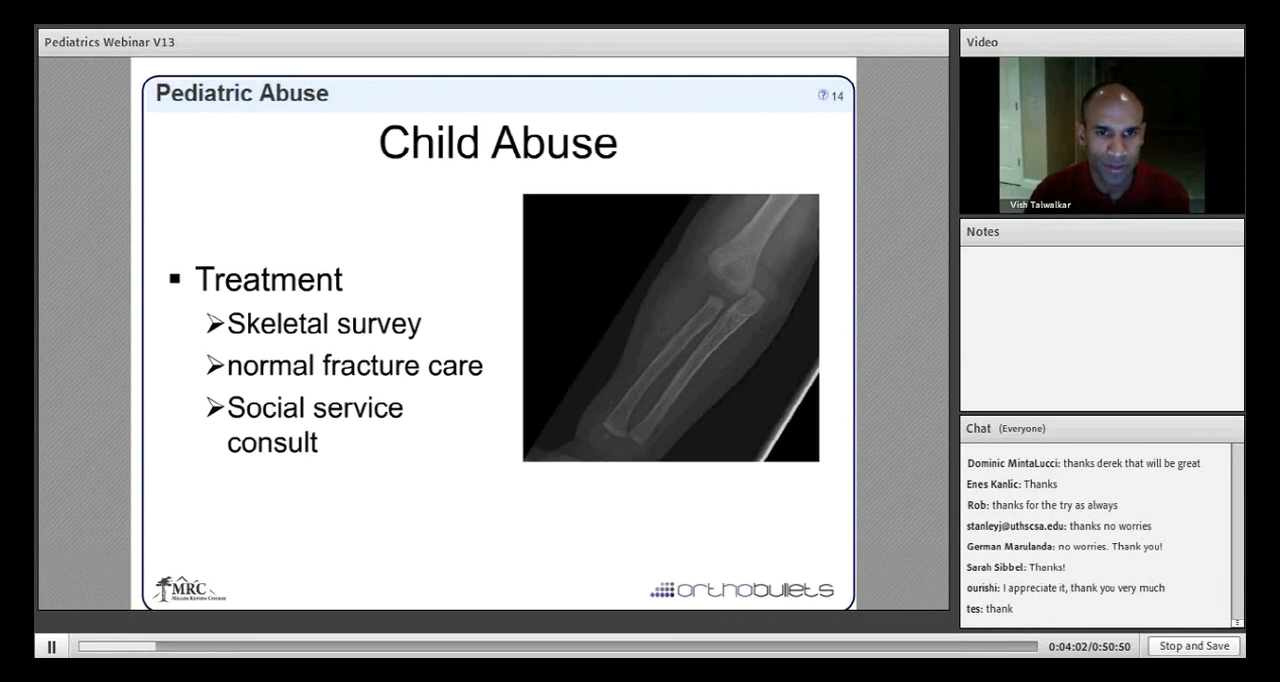 Pediatrics Webinar V13
Pediatric Abuse
? 14
Child Abuse
Treatment
Skeletal survey
normal fracture care
Social service
consult
MRC
MILLER REVIEW COURSE
orthobullets
Video
Vish Talwalkar
Notes
Chat (Everyone)
Dominic MintaLucci: thanks derek that will be great
Enes Kanlic: Thanks
Rob: thanks for the try as always
stanleyj@uthscsa.edu: thanks no worries
German Marulanda: no worries. Thank you!
Sarah Sibbel: Thanks!
ourishi: I appreciate it, thank you very much
tes: thank
0:04:02/0:50:50
Stop and Save